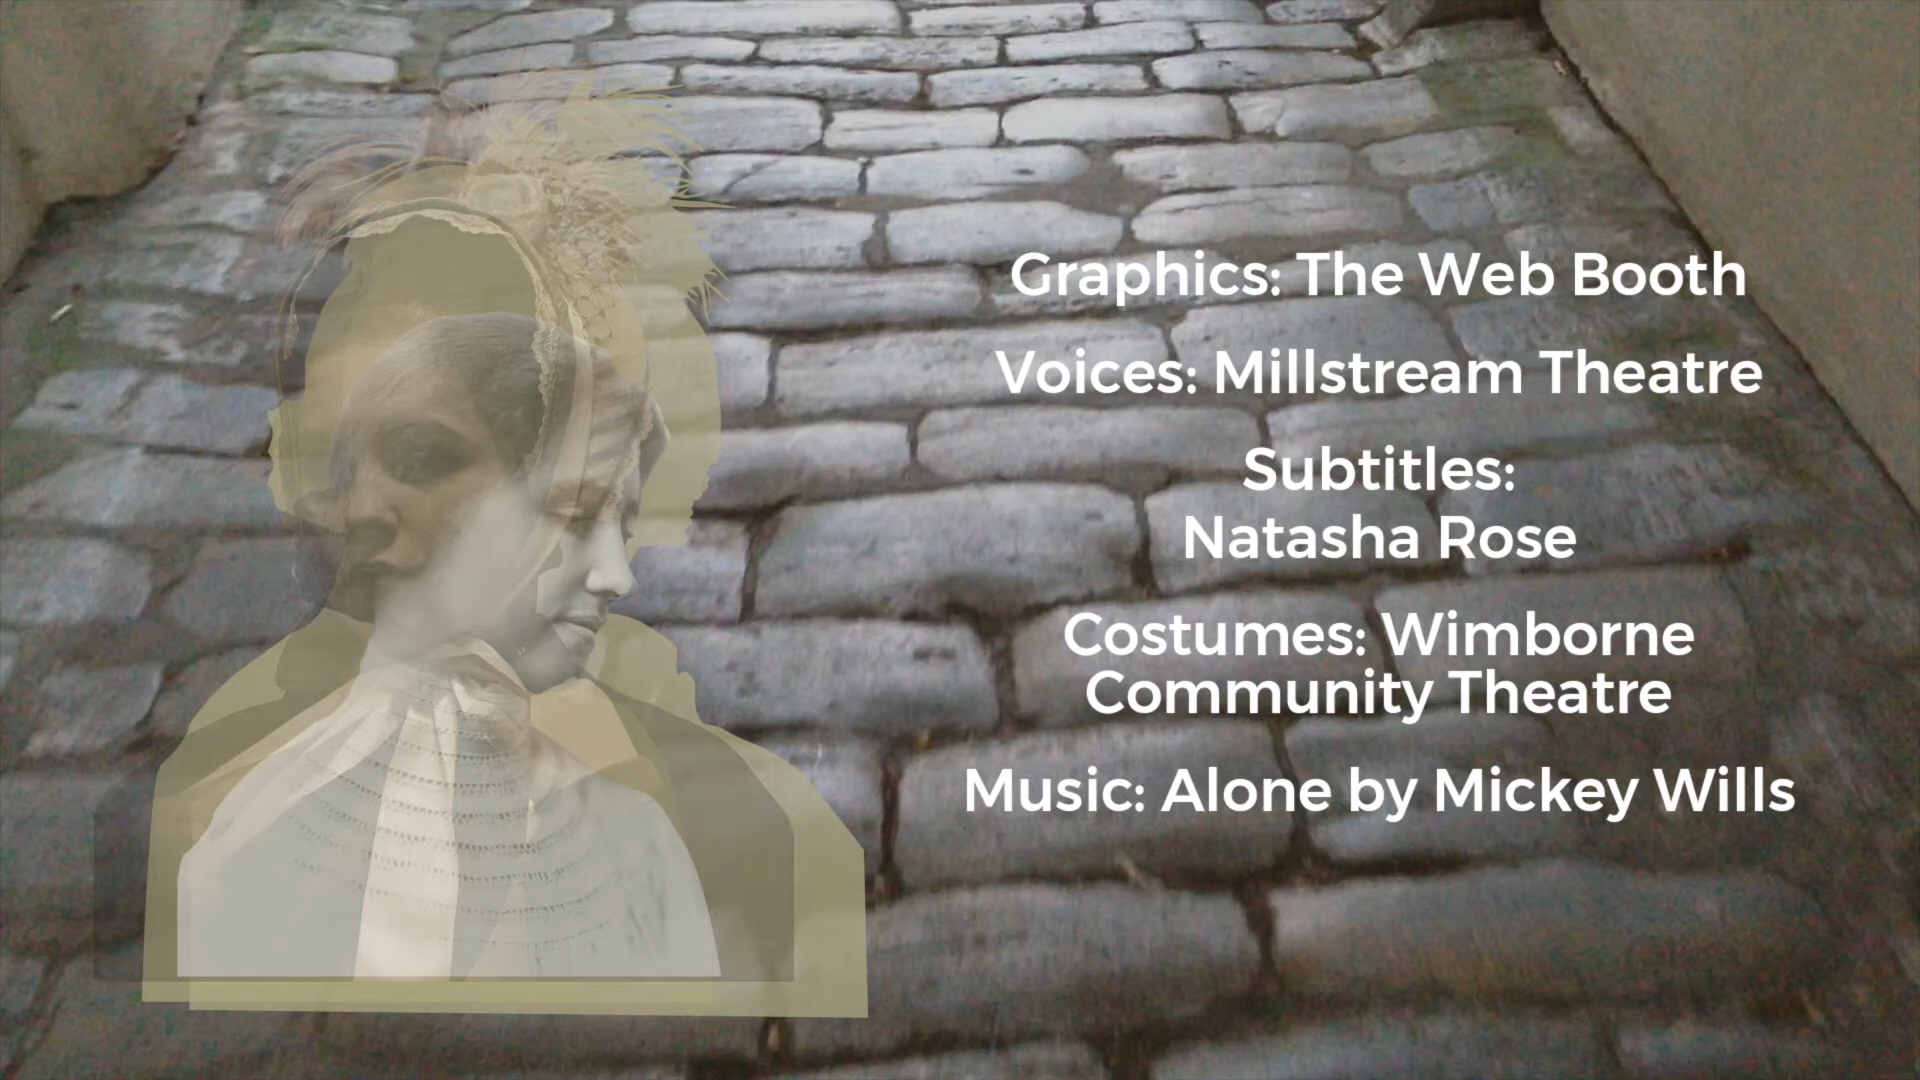 Graphics: The Web Booth
Voices: Millstream Theatre
Subtitles:
Natasha Rose
Costumes: Wimborne
Community Theatre
Music: Alone by Mickey Wills